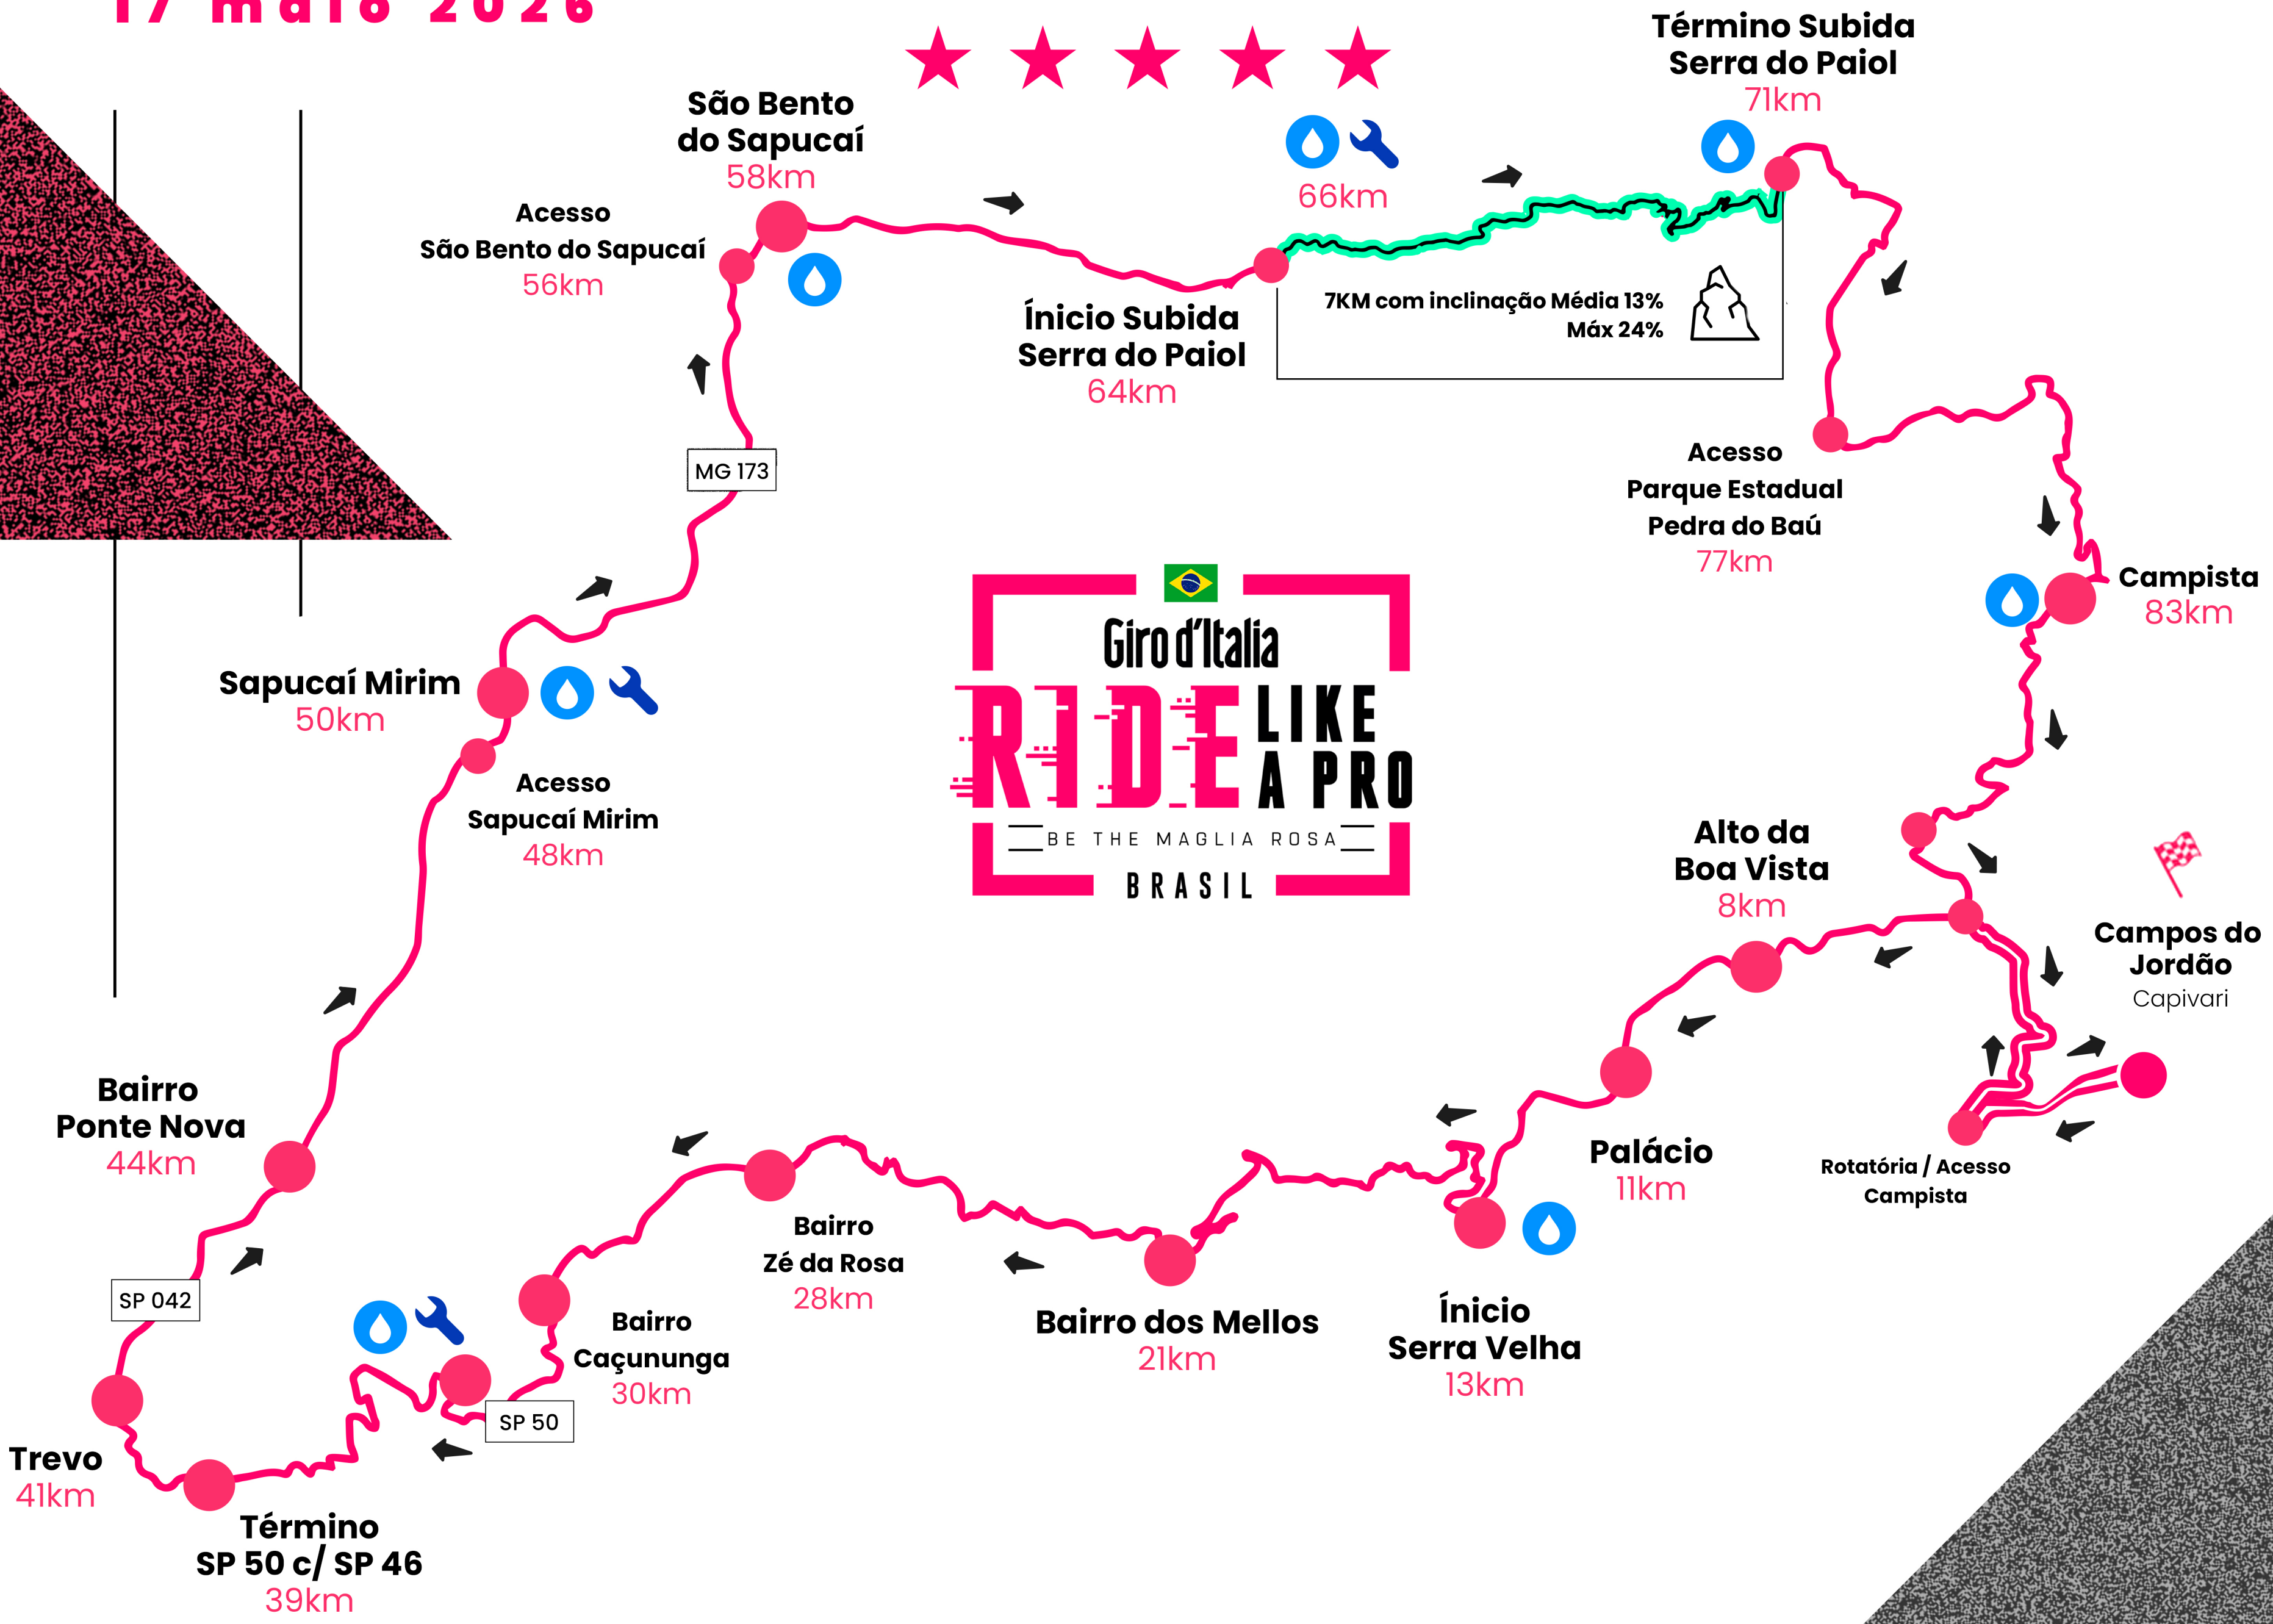 17 maio 2026
Término Subida
Serra do Paiol
71km
São Bento
do Sapucaí
58km
Acesso
São Bento do Sapucaí
56km
66km
Ínicio Subida
Serra do Paiol
64km
7KM com inclinação Média 13%
Máx 24%
MG 173
Acesso
Parque Estadual
Pedra do Baú
77km
Campista
83km
Sapucaí Mirim
50km
Acesso
Sapucaí Mirim
48km
Giro d'Italia
RIDE LIKE
A PRO
BE THE MAGLIA ROSA
BRASIL
Alto da
Boa Vista
8km
Campos do
Jordão
Capivari
Bairro
Ponte Nova
44km
Palácio
11km
Rotatória / Acesso
Campista
Bairro
Zé da Rosa
28km
SP 042
Bairro dos Mellos
21km
Ínicio
Serra Velha
13km
Bairro
Caçununga
30km
SP 50
Trevo
41km
Término
SP 50 c/ SP 46
39km